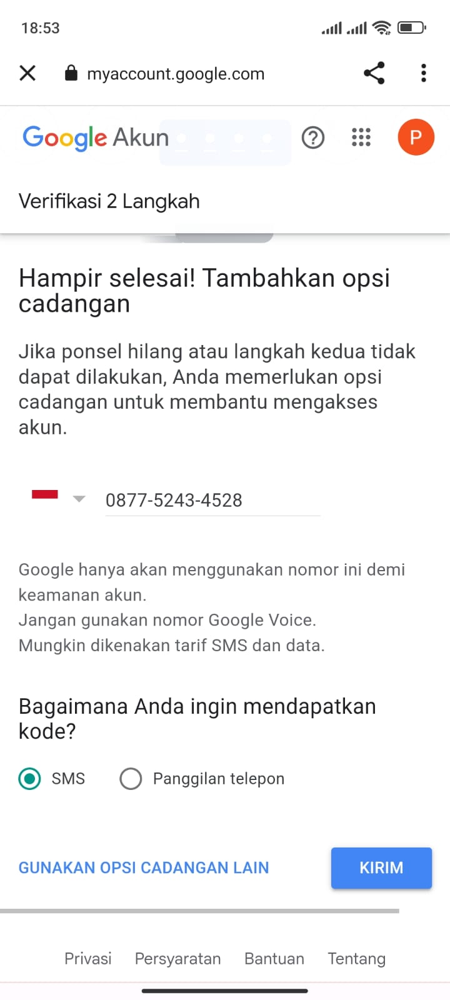 18:53
myaccount.google.com
Google Akun
P
Verifikasi 2 Langkah
Hampir selesai! Tambahkan opsi
cadangan
Jika ponsel hilang atau langkah kedua tidak
dapat dilakukan, Anda memerlukan opsi
cadangan untuk membantu mengakses
akun.
0877-5243-4528
Google hanya akan menggunakan nomor ini demi
keamanan akun.
Jangan gunakan nomor Google Voice.
Mungkin dikenakan tarif SMS dan data.
Bagaimana Anda ingin mendapatkan
kode?
SMS Panggilan telepon
GUNAKAN OPSI CADANGAN LAIN KIRIM
Privasi Persyaratan Bantuan Tentang